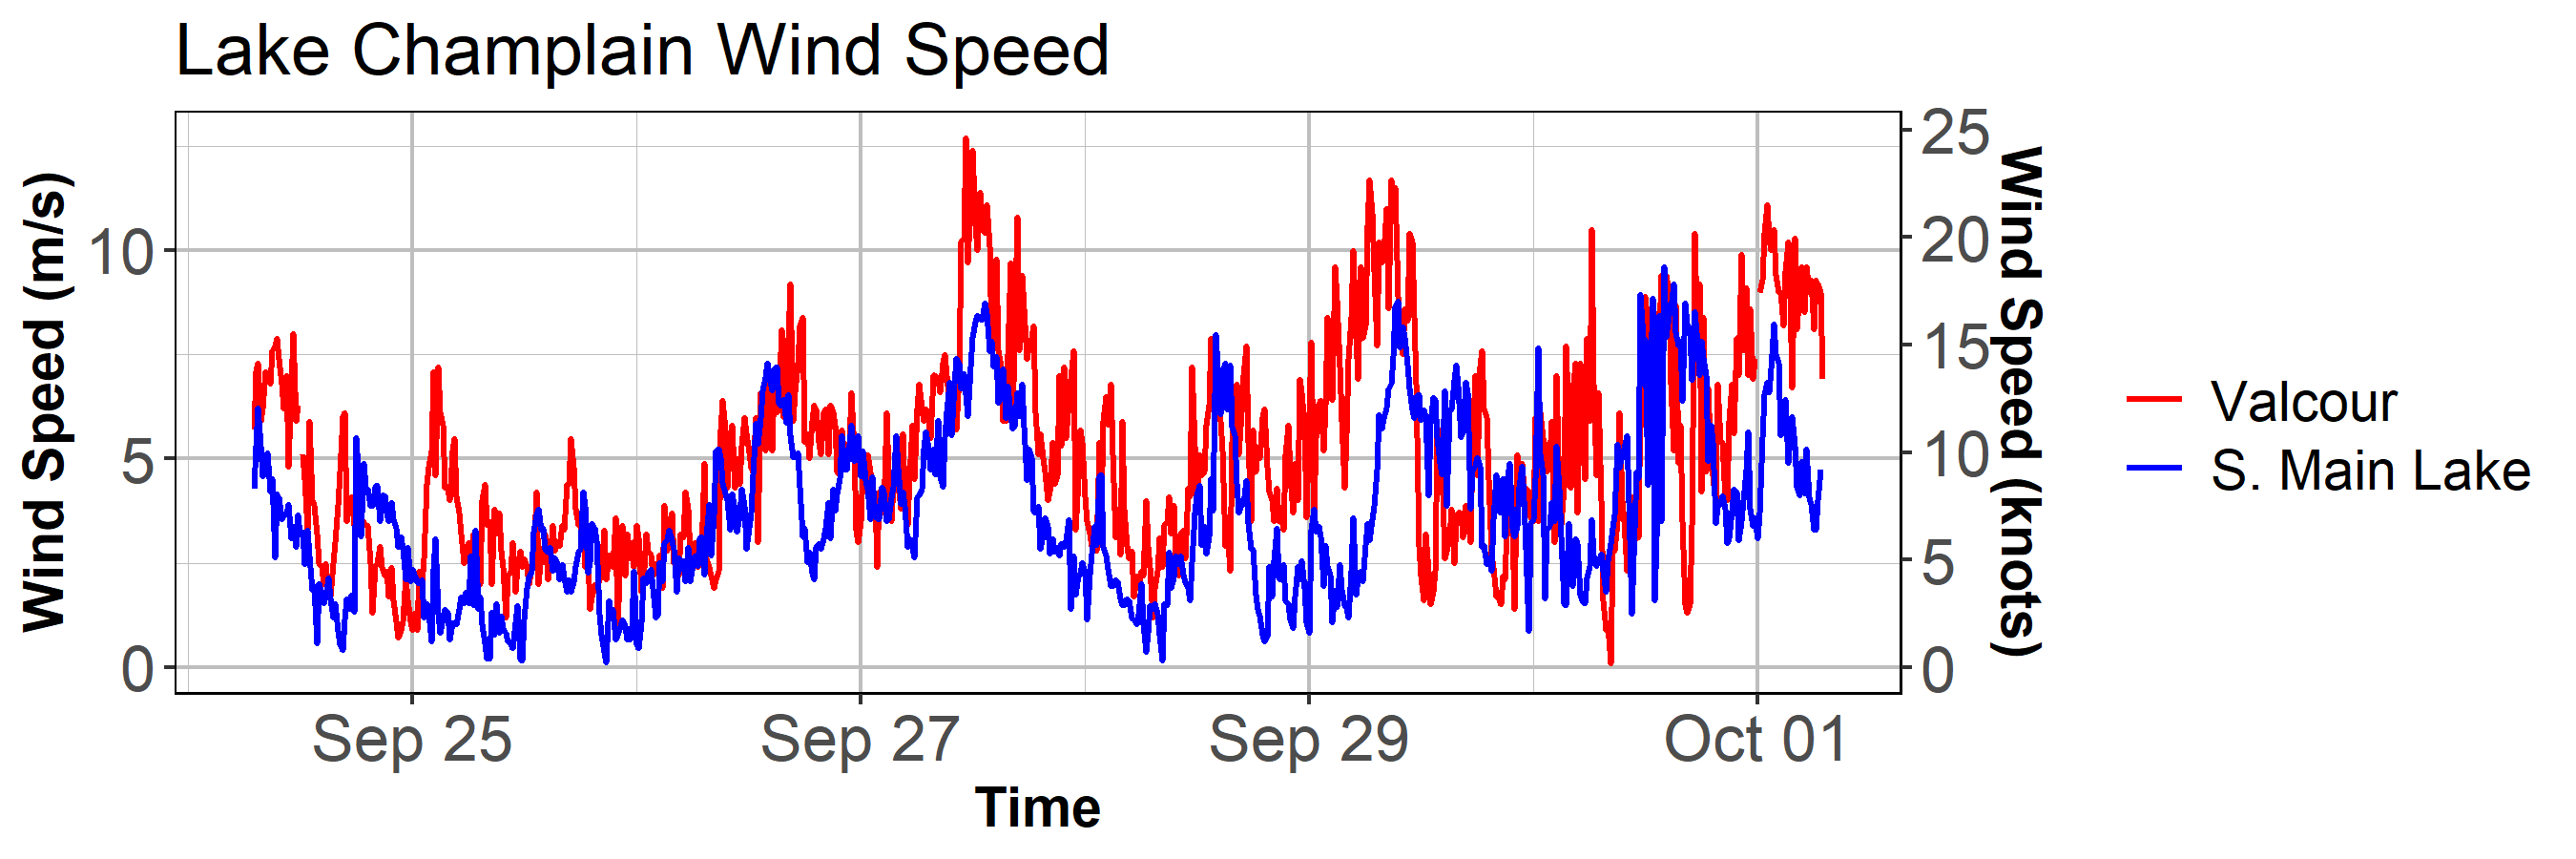 Lake Champlain Wind Speed
Wind Speed (m/s)
10
5
0
25
20
15
10
5
0
Wind Speed (knots)
Sep 25
Sep 27
Sep 29
Oct 01
Time
Valcour
S. Main Lake